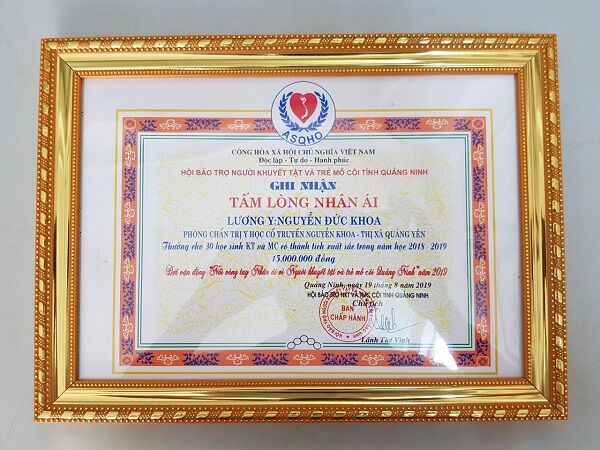 ASQHO
CỘNG HÒA XÃ HỘI CHỦ NGHĨA VIỆT NAM
Độc lập - Tự do - Hạnh phúc
HỘI BẢO TRỢ NGƯỜI KHUYẾT TẬT VÀ TRẺ MỒ CÔI TỈNH QUẢNG NINH
GHI NHẬN
TẤM LÒNG NHÂN ÁI
LƯƠNG Y:NGUYỄN ĐỨC KHOA
PHÒNG CHẨN TRỊ Y HỌC CỔ TRUYỀN NGUYỄN KHOA - THỊ XÃ QUẢNG YÊN
Thưởng cho 30 học sinh KT và MC có thành tích xuất sắc trong năm học 2018 - 2019
15.000.000 đồng
Đợt vận động "Nối vòng tay Nhân ái vì Người khuyết tật và trẻ mồ côi Quảng Ninh" năm 2019
Quảng Ninh, ngày 19 tháng 8 năm 2019
HỘI BẢO TRỢ NKT VÀ TMC TỈNH QUẢNG NINH
Chủ tịch
BAN
CHẤP HÀNH
Lãnh Thế Vinh